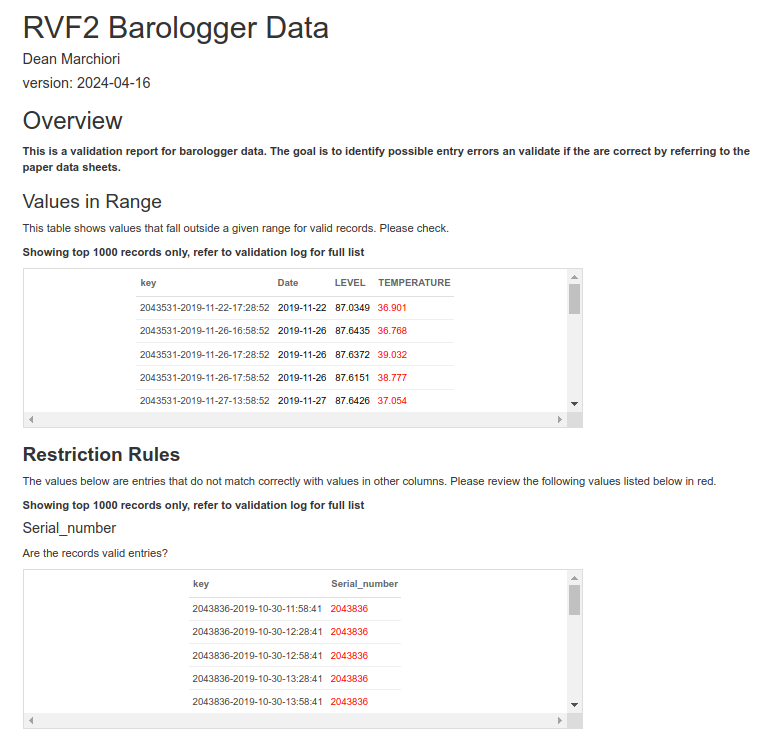 RVF2 Barologger Data
Dean Marchiori
version: 2024-04-16
Overview
This is a validation report for barologger data. The goal is to identify possible entry errors an validate if the are correct by referring to the
paper data sheets.
Values in Range
This table shows values that fall outside a given range for valid records. Please check.
Showing top 1000 records only, refer to validation log for full list
key Date LEVEL TEMPERATURE
2043531-2019-11-22-17:28:52 2019-11-22 87.0349 36.901
2043531-2019-11-26-16:58:52 2019-11-26 87.6435 36.768
2043531-2019-11-26-17:28:52 2019-11-26 87.6372 39.032
2043531-2019-11-26-17:58:52 2019-11-26 87.6151 38.777
2043531-2019-11-27-13:58:52 2019-11-27 87.6426 37.054
Restriction Rules
The values below are entries that do not match correctly with values in other columns. Please review the following values listed below in red.
Showing top 1000 records only, refer to validation log for full list
Serial_number
Are the records valid entries?
key Serial_number
2043836-2019-10-30-11:58:41 2043836
2043836-2019-10-30-12:28:41 2043836
2043836-2019-10-30-12:58:41 2043836
2043836-2019-10-30-13:28:41 2043836
2043836-2019-10-30-13:58:41 2043836